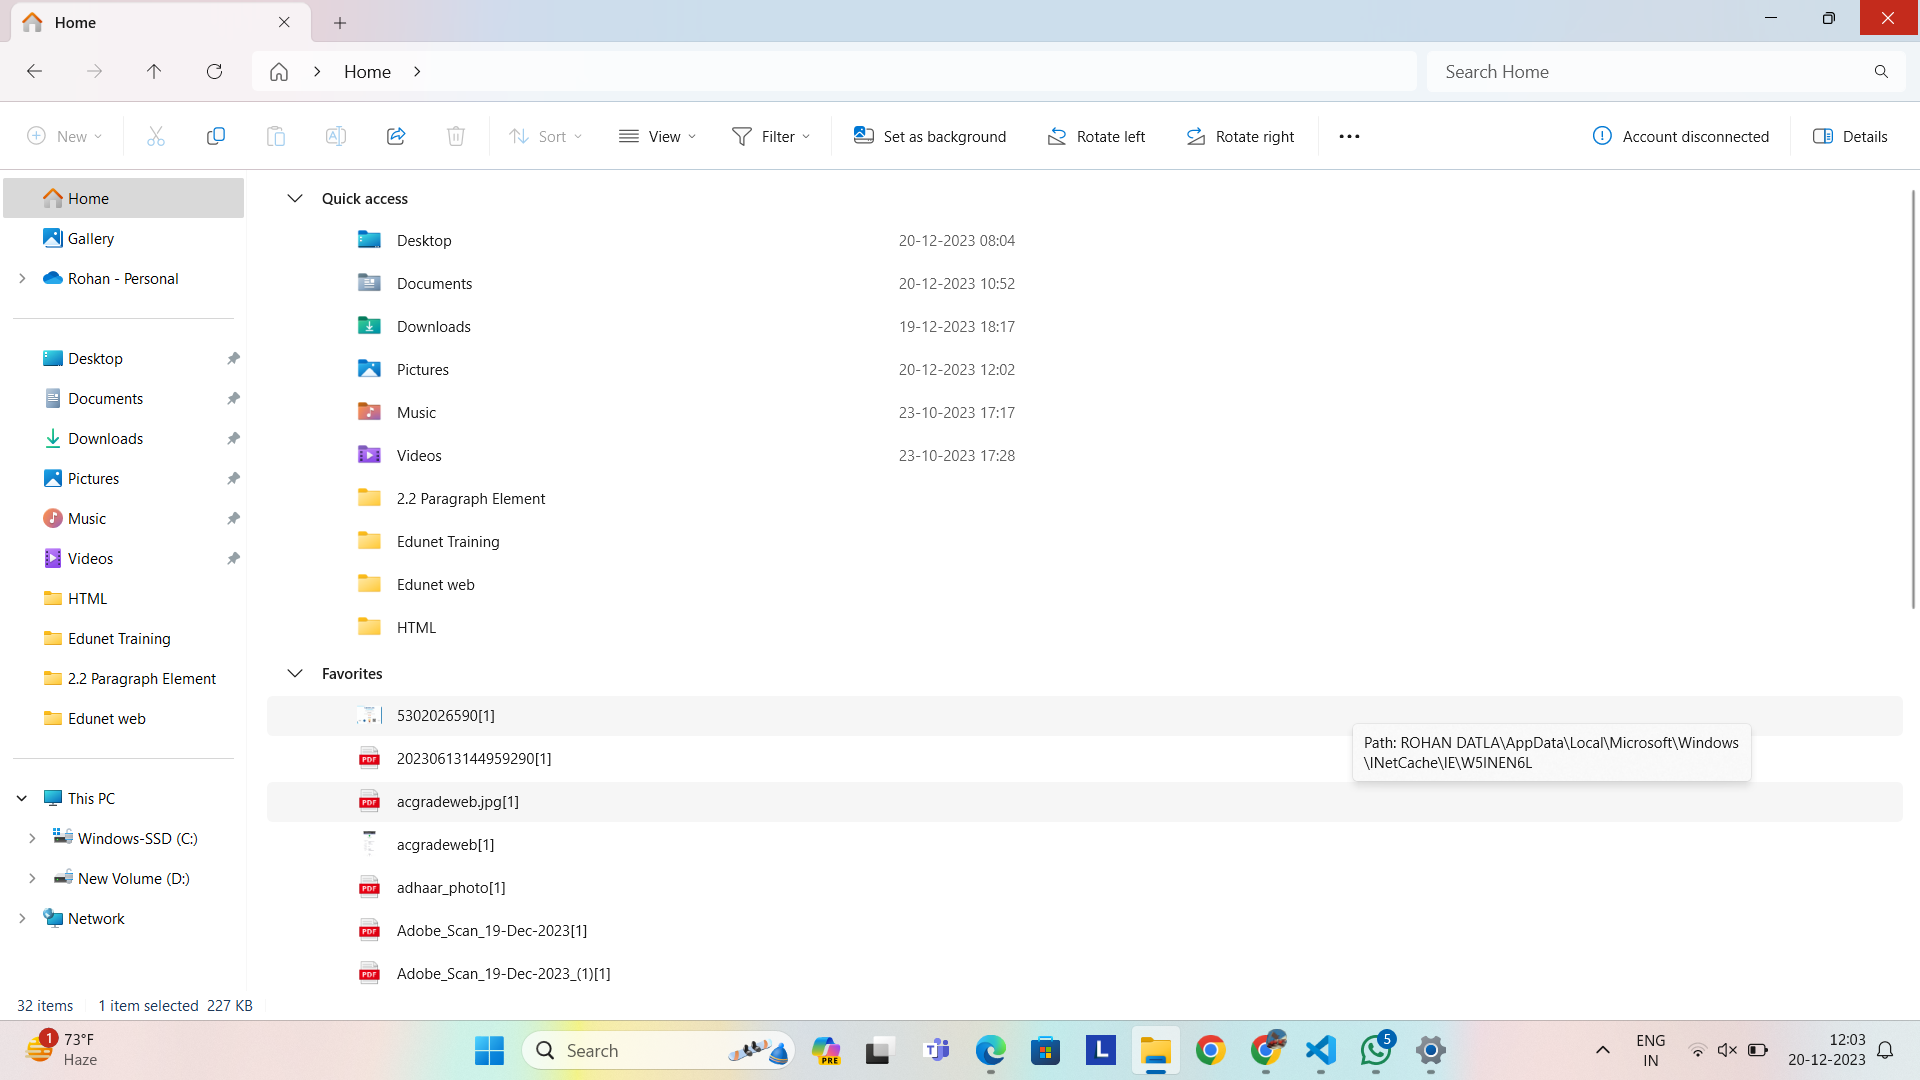 Home
Home
Search Home
New
Sort
View
Filter
Set as background
Rotate left
Rotate right
Account disconnected
Details
Home
Gallery
Rohan - Personal
Desktop
Documents
Downloads
Pictures
Music
Videos
HTML
Edunet Training
2.2 Paragraph Element
Edunet web
This PC
Windows-SSD (C:)
New Volume (D:)
Network
Quick access
Desktop 20-12-2023 08:04
Documents 20-12-2023 10:52
Downloads 19-12-2023 18:17
Pictures 20-12-2023 12:02
Music 23-10-2023 17:17
Videos 23-10-2023 17:28
2.2 Paragraph Element
Edunet Training
Edunet web
HTML
Favorites
5302026590[1]
PDF 20230613144959290[1]
PDF acgradeweb.jpg[1]
acgradeweb[1]
PDF adhaar_photo[1]
PDF Adobe_Scan_19-Dec-2023[1]
PDF Adobe_Scan_19-Dec-2023_(1)[1]
Path: ROHAN DATLA\AppData\Local\Microsoft\Windows
\INetCache\IE\W5INEN6L
32 items 1 item selected 227 KB
1 73°F
Haze
Search
PRE
T
L
5
ENG
IN
12:03
20-12-2023